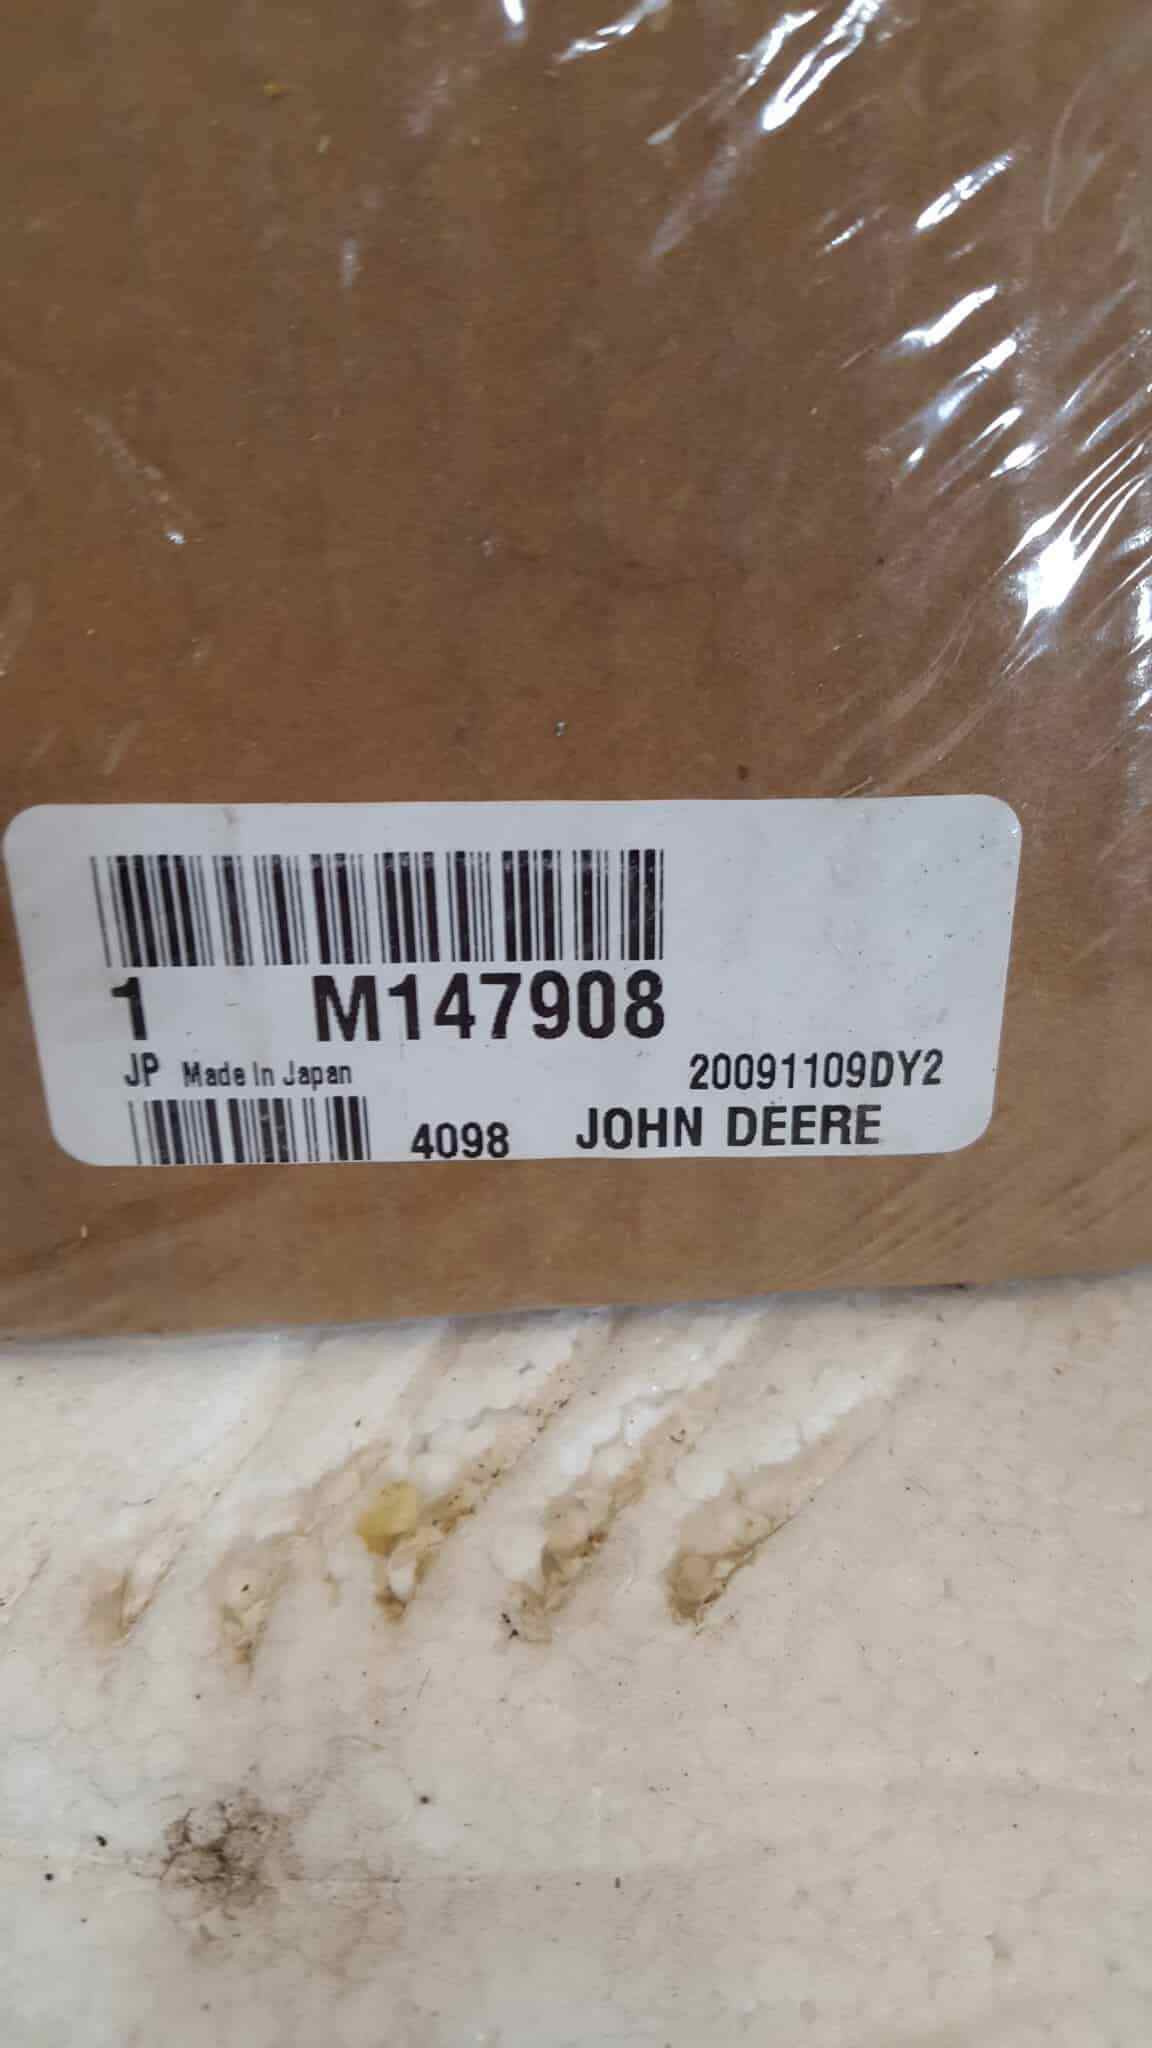 1 M147908
JP Made In Japan 20091109DY2
4098 JOHN DEERE